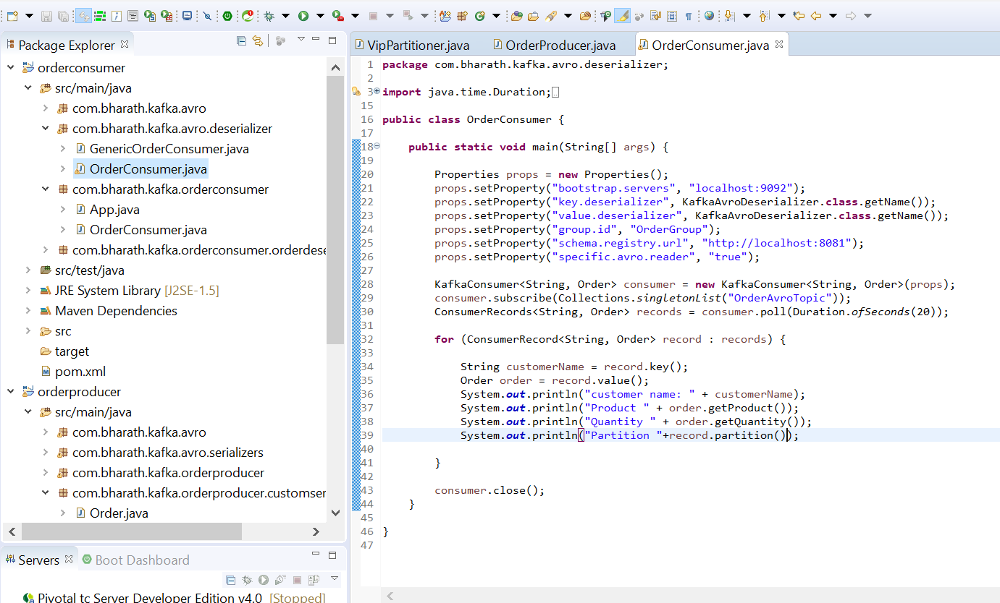 Package Explorer
orderconsumer
src/main/java
com.bharath.kafka.avro
com.bharath.kafka.avro.deserializer
GenericOrderConsumer.java
OrderConsumer.java
com.bharath.kafka.orderconsumer
App.java
OrderConsumer.java
com.bharath.kafka.orderconsumer.orderdese
src/test/java
JRE System Library [J2SE-1.5]
Maven Dependencies
src
target
pom.xml
orderproducer
src/main/java
com.bharath.kafka.avro
com.bharath.kafka.avro.serializers
com.bharath.kafka.orderproducer
com.bharath.kafka.orderproducer.customser
Order.java
Servers Boot Dashboard
Pivotal tc Server Developer Edition v4.0 [Stopped]
VipPartitioner.java OrderProducer.java OrderConsumer.java
1 package com.bharath.kafka.avro.deserializer;
2
3 import java.time.Duration;
15
16 public class OrderConsumer {
17
18 public static void main(String[] args) {
19
20 Properties props = new Properties();
21 props.setProperty("bootstrap.servers", "localhost:9092");
22 props.setProperty("key.deserializer", KafkaAvroDeserializer.class.getName());
23 props.setProperty("value.deserializer", KafkaAvroDeserializer.class.getName());
24 props.setProperty("group.id", "OrderGroup");
25 props.setProperty("schema.registry.url", "http://localhost:8081");
26 props.setProperty("specific.avro.reader", "true");
27
28 KafkaConsumer<String, Order> consumer = new KafkaConsumer<String, Order>(props);
29 consumer.subscribe(Collections.singletonList("OrderAvroTopic"));
30 ConsumerRecords<String, Order> records = consumer.poll(Duration.ofSeconds(20));
31
32 for (ConsumerRecord<String, Order> record : records) {
33
34 String customerName = record.key();
35 Order order = record.value();
36 System.out.println("customer name: " + customerName);
37 System.out.println("Product " + order.getProduct());
38 System.out.println("Quantity " + order.getQuantity());
39 System.out.println("Partition "+record.partition());
40
41 }
42
43 consumer.close();
44 }
45
46 }
47